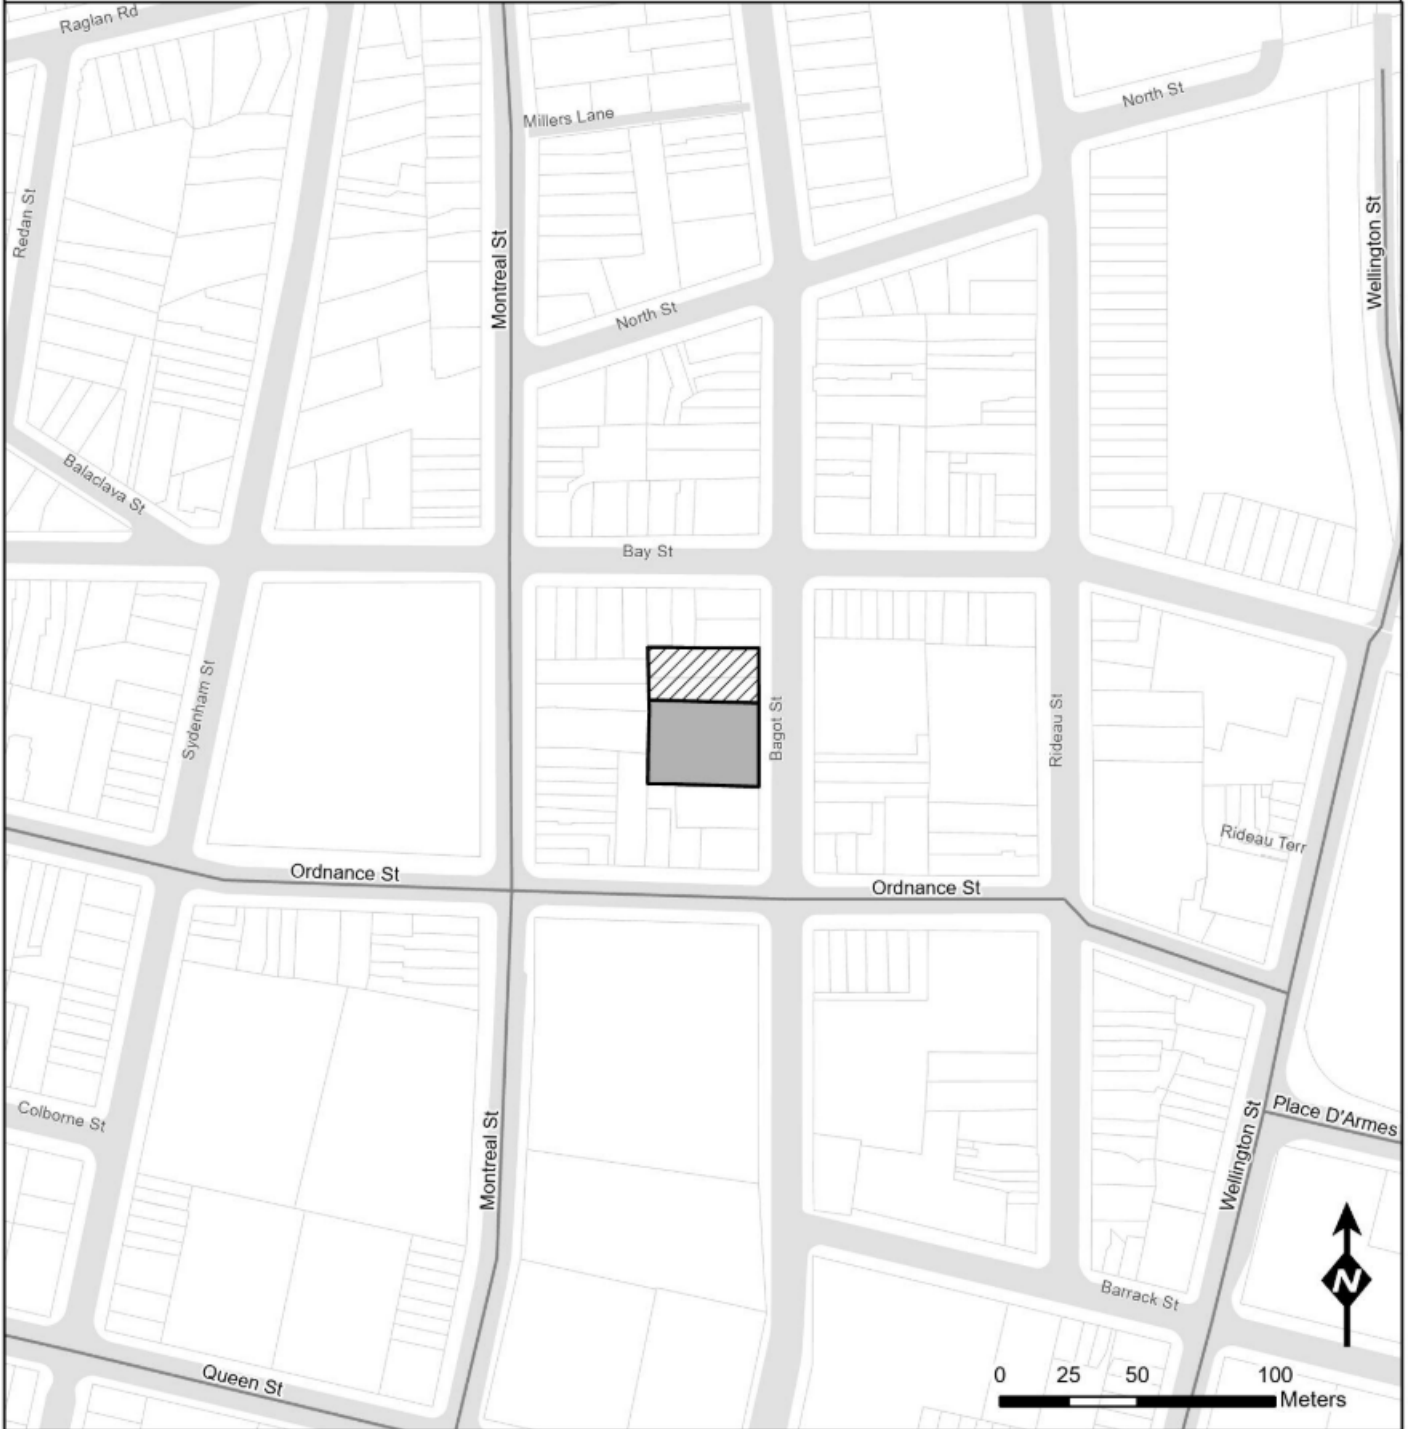 Raglan Rd
North St
Millers Lane
Redan St
Montreal St
Wellington St
North St
Balaclava St
Bay St
Sydenham St
Bagot St
Rideau St
Rideau Terr
Ordnance St
Ordnance St
Colborne St
Montreal St
Wellington St
Place D'Armes
N
Barrack St
Queen St
0 25 50 100
Meters